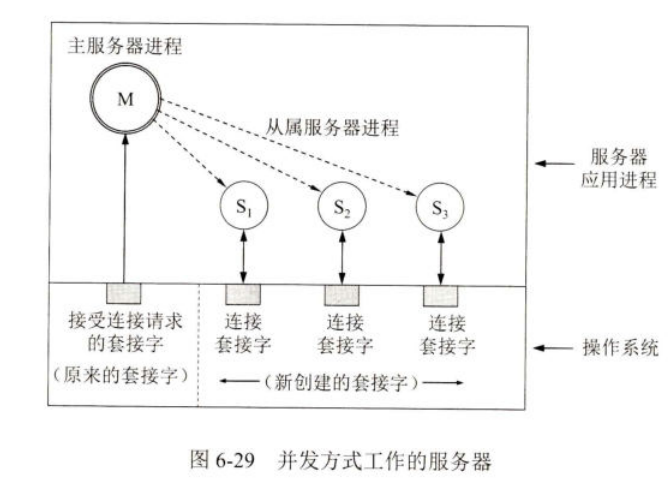 主服务器进程
M
从属服务器进程
服务器
应用进程
S1
S2
S3
接受连接请求
的套接字
(原来的套接字)
连接
套接字
连接
套接字
连接
套接字
(新创建的套接字)
操作系统
图 6-29 并发方式工作的服务器